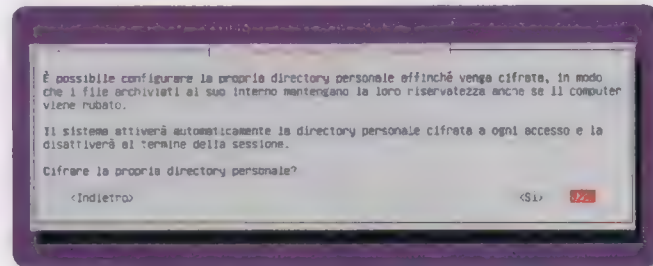 È possibile configurare la propria directory personale affinché venga cifrata, in modo
che i file archiviati al suo interno mantengano la loro riservatezza anche se il computer
viene rubato.
Il sistema attiverà automaticamente la directory personale cifrata a ogni accesso e la
disattiverà al termine della sessione.
Cifrare la propria directory personale?
<Indietro>
<Sì>